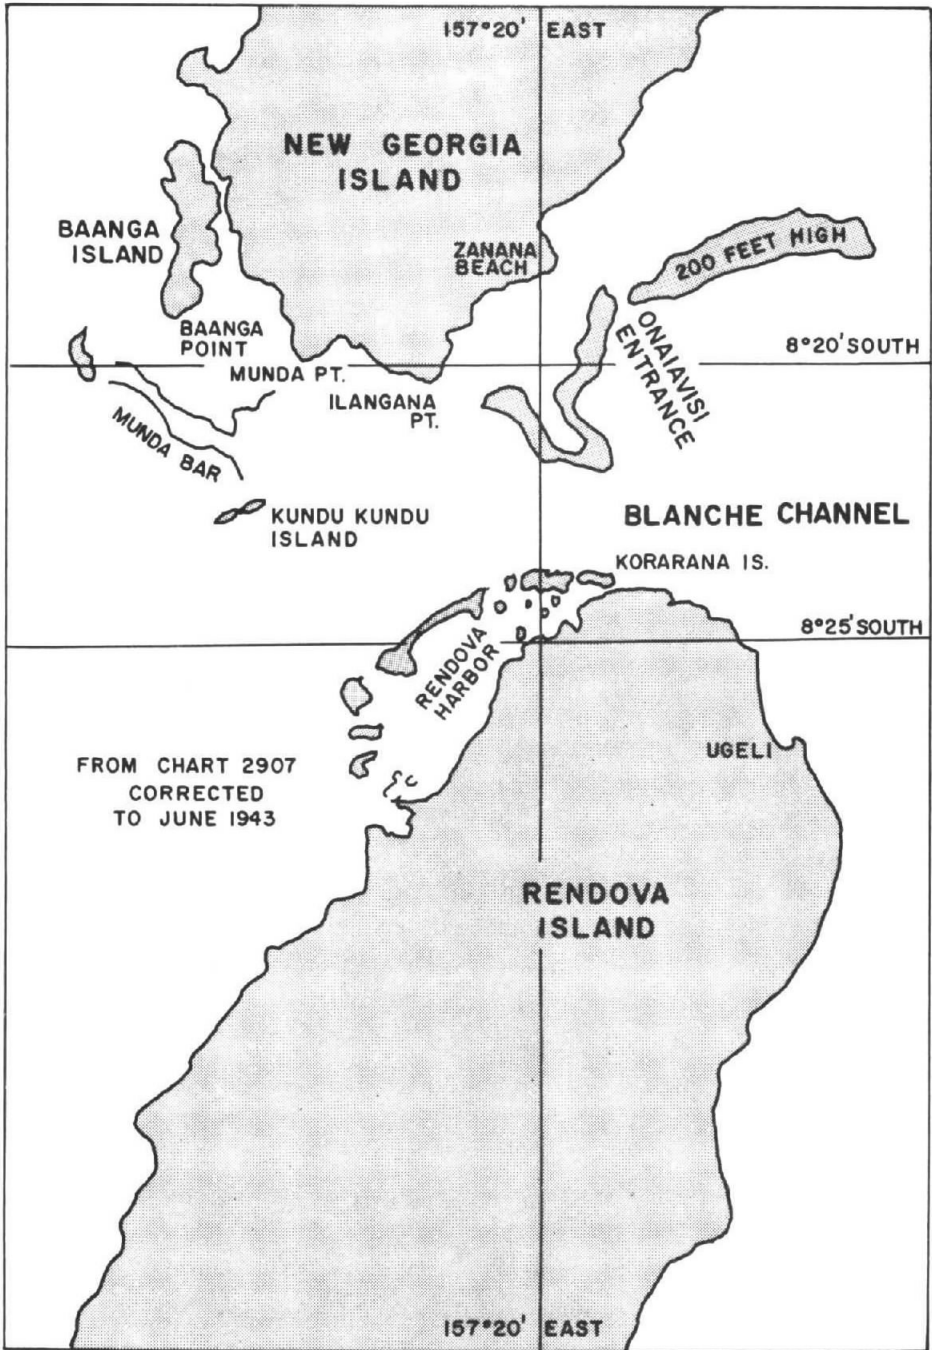 157°20' EAST
NEW GEORGIA
ISLAND
BAANGA
ISLAND
ZANANA
BEACH
200 FEET HIGH
ONAIAVISI
ENTRANCE
BAANGA
POINT
8°20' SOUTH
MUNDA PT.
ILANGANA
PT.
MUNDA BAR
KUNDU KUNDU
ISLAND
BLANCHE CHANNEL
KORARANA IS.
8°25' SOUTH
RENDOVA
HARBOR
UGELI
FROM CHART 2907
CORRECTED
TO JUNE 1943
RENDOVA
ISLAND
157°20' EAST